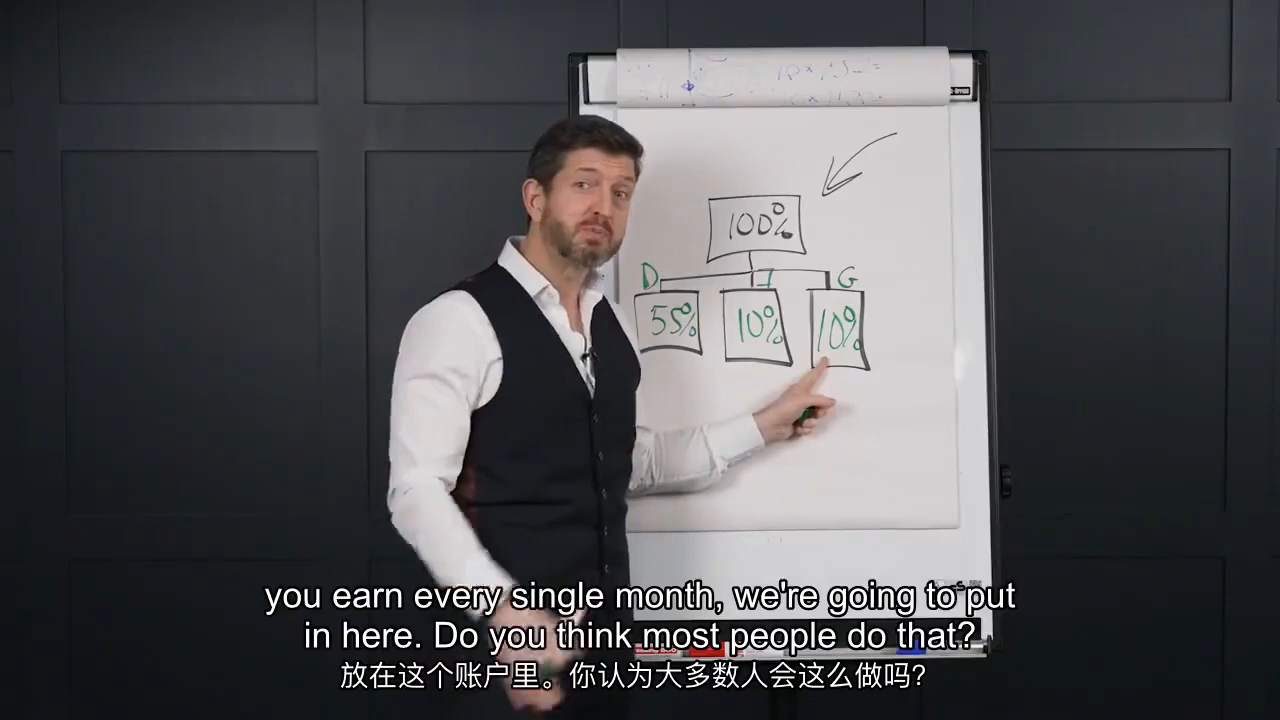 100%
D I G
55% 10% 10%
you earn every single month, we're going to put
in here. Do you think most people do that?
放在这个账户里。你认为大多数人会这么做吗?